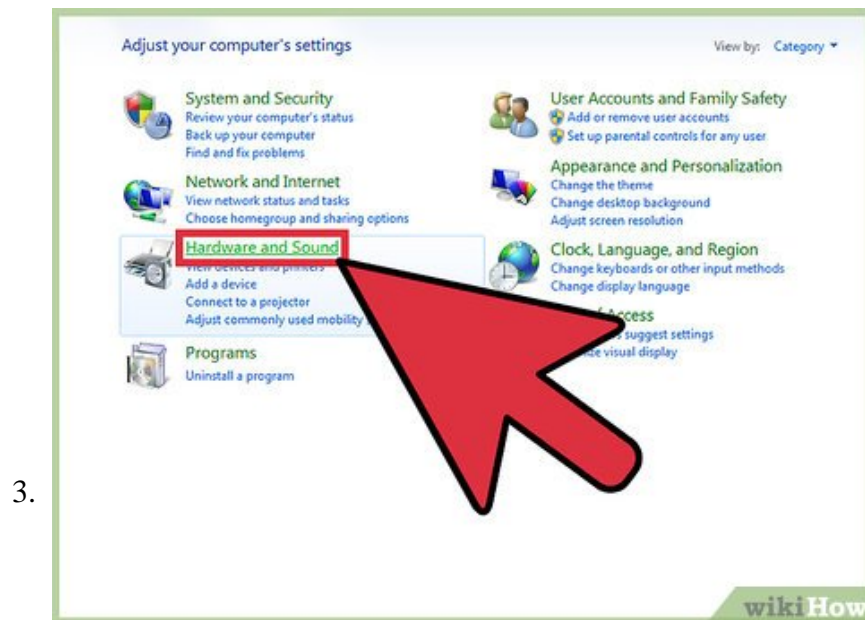 Adjust your computer's settings
View by: Category
System and Security
Review your computer's status
Back up your computer
Find and fix problems
Network and Internet
View network status and tasks
Choose homegroup and sharing options
Hardware and Sound
View devices and printers
Add a device
Connect to a projector
Adjust commonly used mobility
Programs
Uninstall a program
User Accounts and Family Safety
Add or remove user accounts
Set up parental controls for any user
Appearance and Personalization
Change the theme
Change desktop background
Adjust screen resolution
Clock, Language, and Region
Change keyboards or other input methods
Change display language
Access
suggest settings
visual display
3.
wikiHow